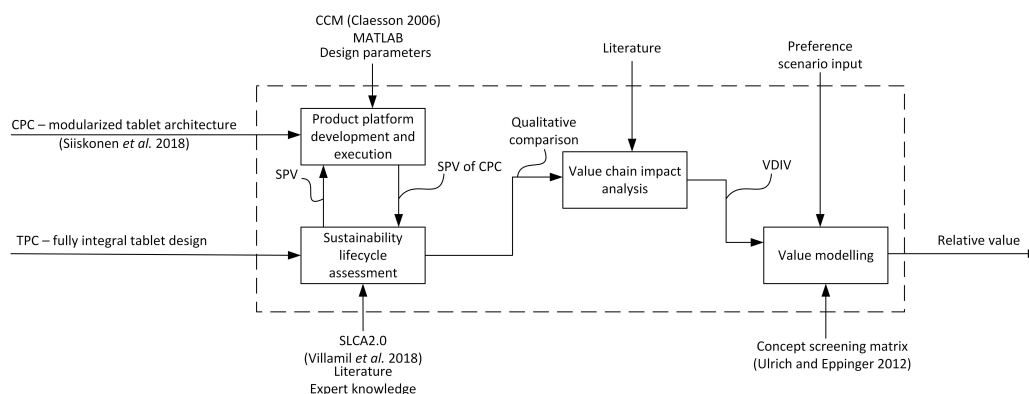 CCM (Claesson 2006)
MATLAB
Design parameters
Literature
Preference
scenario input
CPC – modularized tablet architecture
(Siiskonen et al. 2018)
Product platform
development and
execution
Qualitative
comparison
SPV
SPV of CPC
Value chain impact
analysis
VDIV
TPC – fully integral tablet design
Sustainability
lifecycle
assessment
Value modelling
Relative value
SLCA2.0
(Villamil et al. 2018)
Literature
Expert knowledge
Concept screening matrix
(Ulrich and Eppinger 2012)